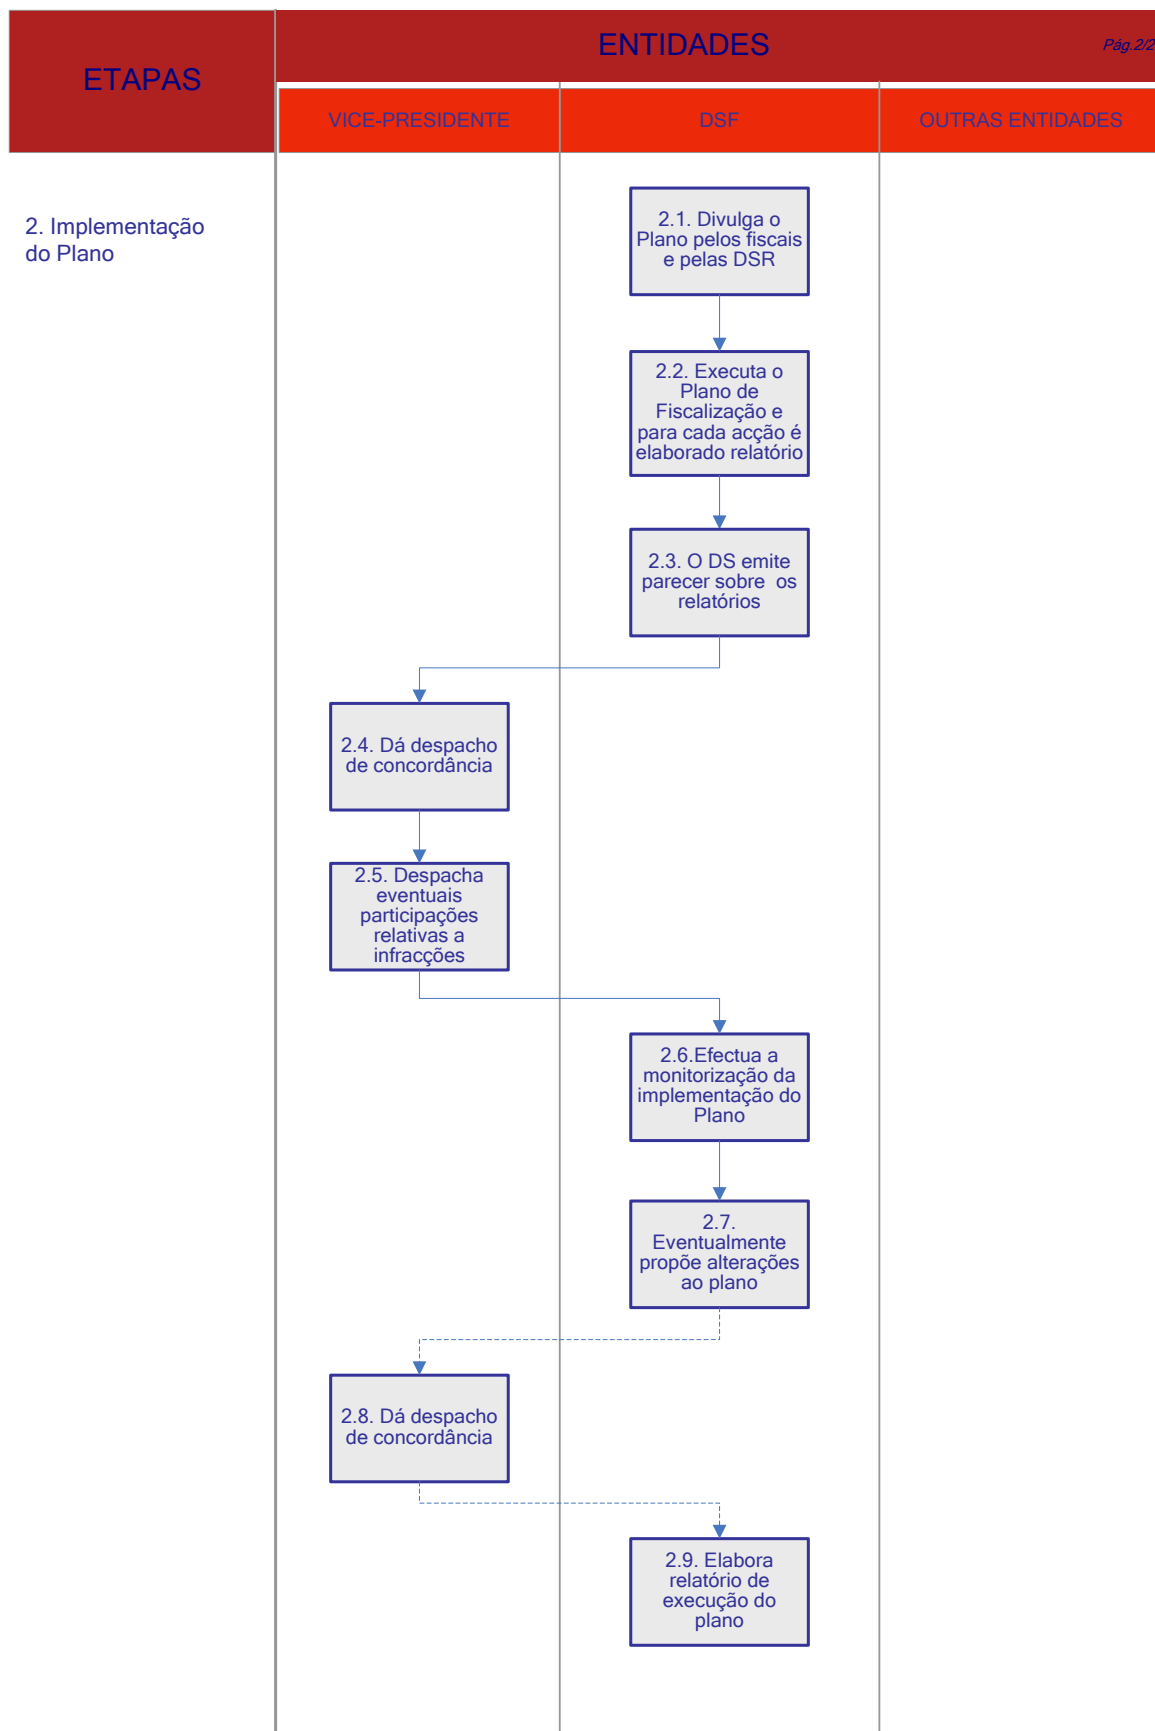 ETAPAS
ENTIDADES
Pág.2/2
VICE-PRESIDENTE
DSF
OUTRAS ENTIDADES
2. Implementação
do Plano
2.1. Divulga o
Plano pelos fiscais
e pelas DSR
2.2. Executa o
Plano de
Fiscalização e
para cada acção é
elaborado relatório
2.3. O DS emite
parecer sobre os
relatórios
2.4. Dá despacho
de concordância
2.5. Despacha
eventuais
participações
relativas a
infracções
2.6.Efectua a
monitorização da
implementação do
Plano
2.7.
Eventualmente
propõe alterações
ao plano
2.8. Dá despacho
de concordância
2.9. Elabora
relatório de
execução do
plano